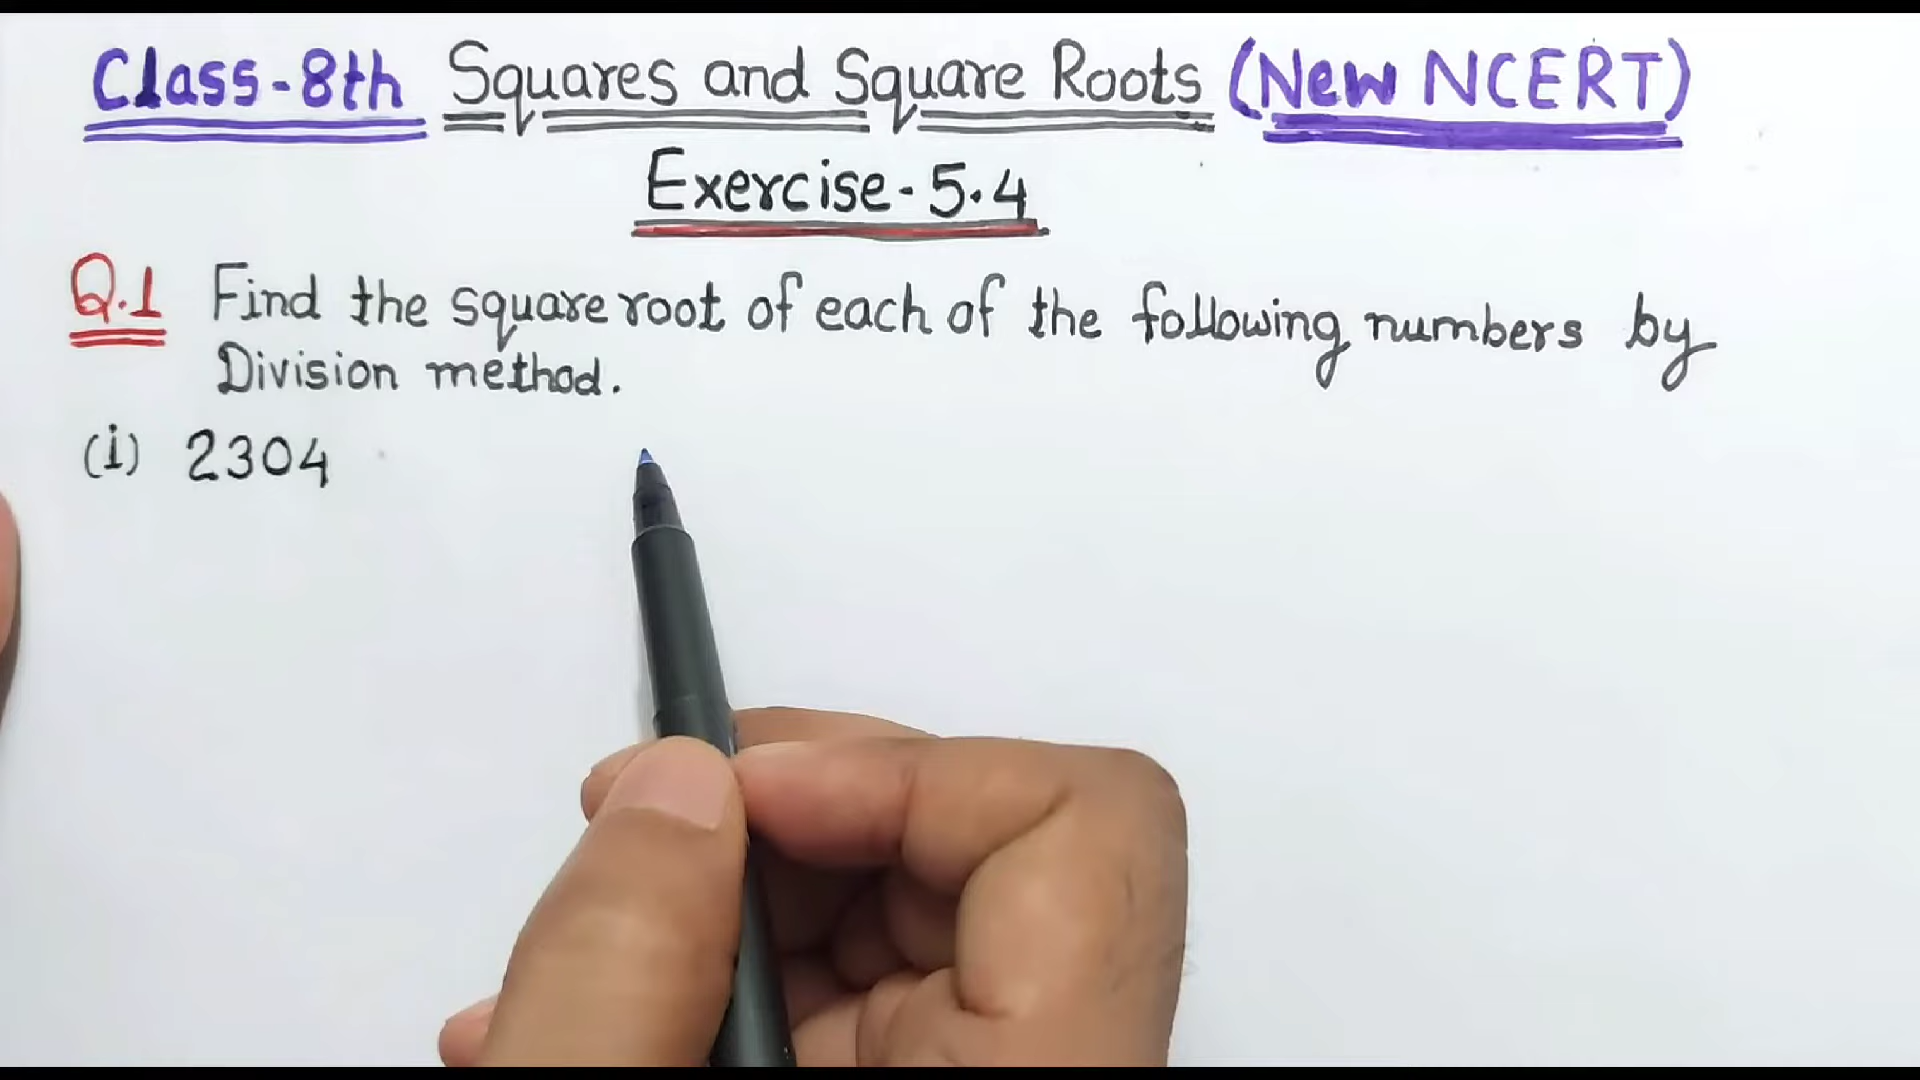 Class-8th Squares and Square Roots (New NCERT)
Exercise-5.4
Q.1 Find the square root of each of the following numbers by
Division method.
(i) 2304